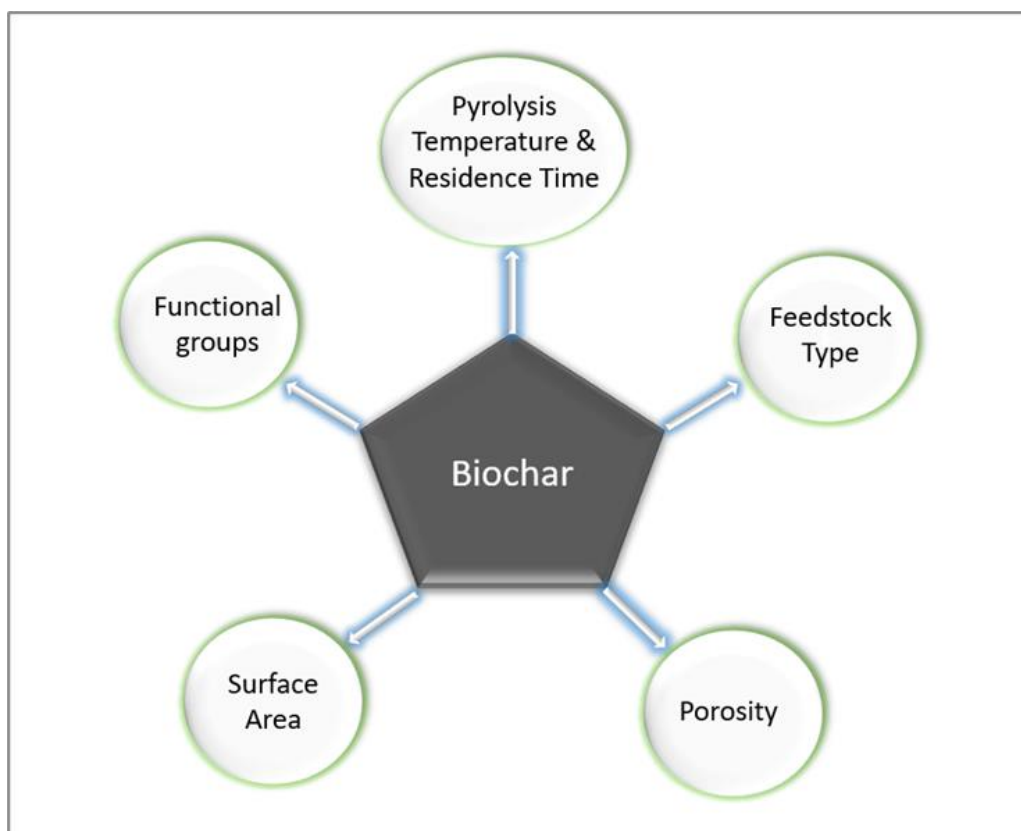 Pyrolysis
Temperature &
Residence Time
Functional
groups
Feedstock
Type
Biochar
Surface
Area
Porosity